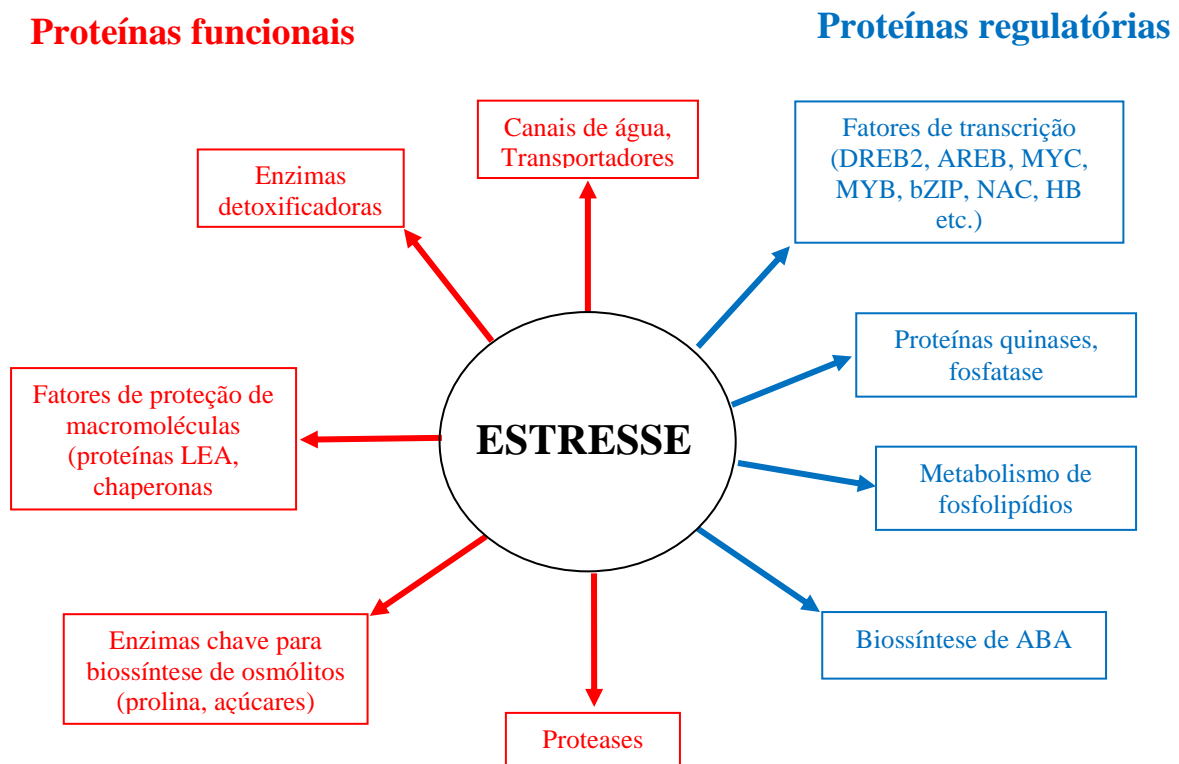 Proteínas funcionais
Proteínas regulatórias
Canais de água,
Transportadores
Fatores de transcrição
(DREB2, AREB, MYC,
MYB, bZIP, NAC, HB
etc.)
Enzimas
detoxificadoras
Proteínas quinases,
fosfatase
Fatores de proteção de
macromoléculas
(proteínas LEA,
chaperonas
ESTRESSE
Metabolismo de
fosfolipídios
Enzimas chave para
biossíntese de osmólitos
(prolina, açúcares)
Biossíntese de ABA
Proteases